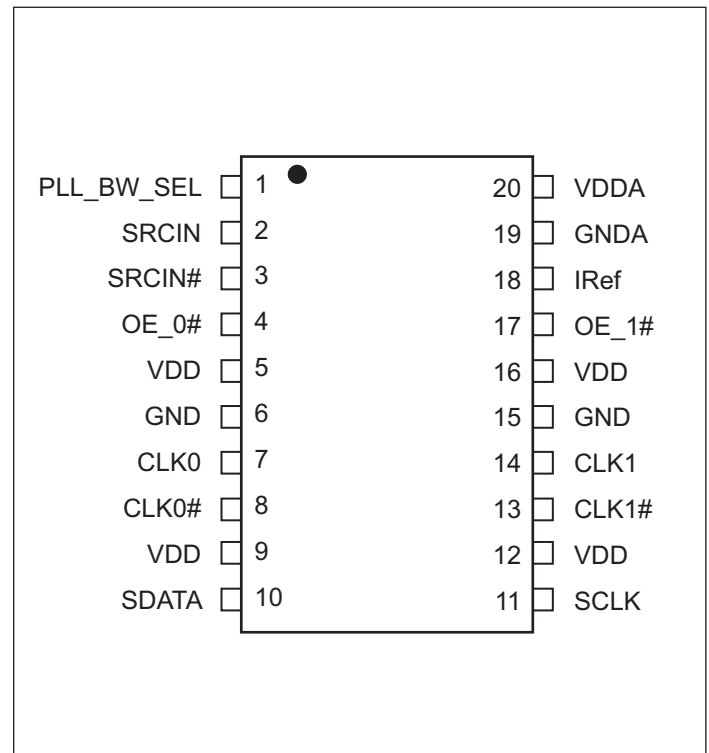 PLL_BW_SEL 1 20 VDDA
SRCIN 2 19 GNDA
SRCIN# 3 18 IRef
OE_0# 4 17 OE_1#
VDD 5 16 VDD
GND 6 15 GND
CLK0 7 14 CLK1
CLK0# 8 13 CLK1#
VDD 9 12 VDD
SDATA 10 11 SCLK